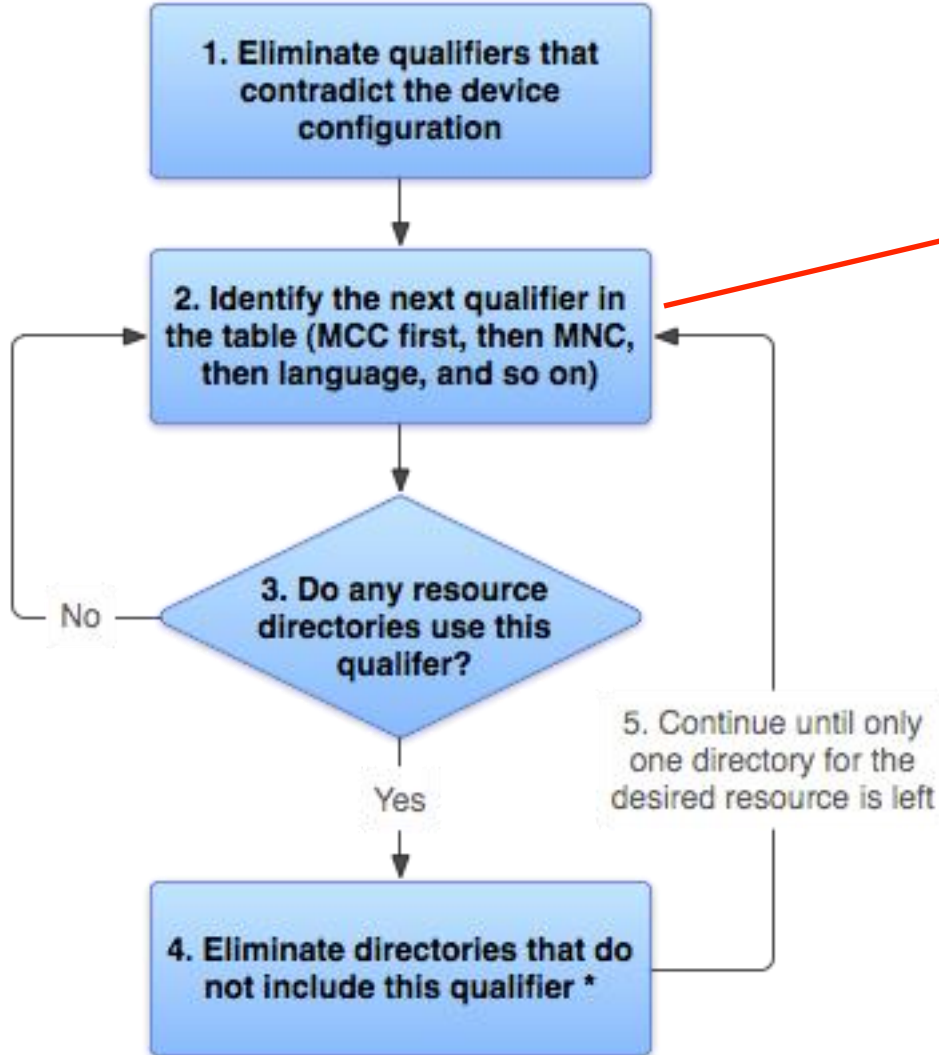 1. Eliminate qualifiers that
contradict the device
configuration
2. Identify the next qualifier in
the table (MCC first, then MNC,
then language, and so on)
3. Do any resource
directories use this
qualifer?
No
Yes
5. Continue until only
one directory for the
desired resource is left
4. Eliminate directories that do
not include this qualifier *